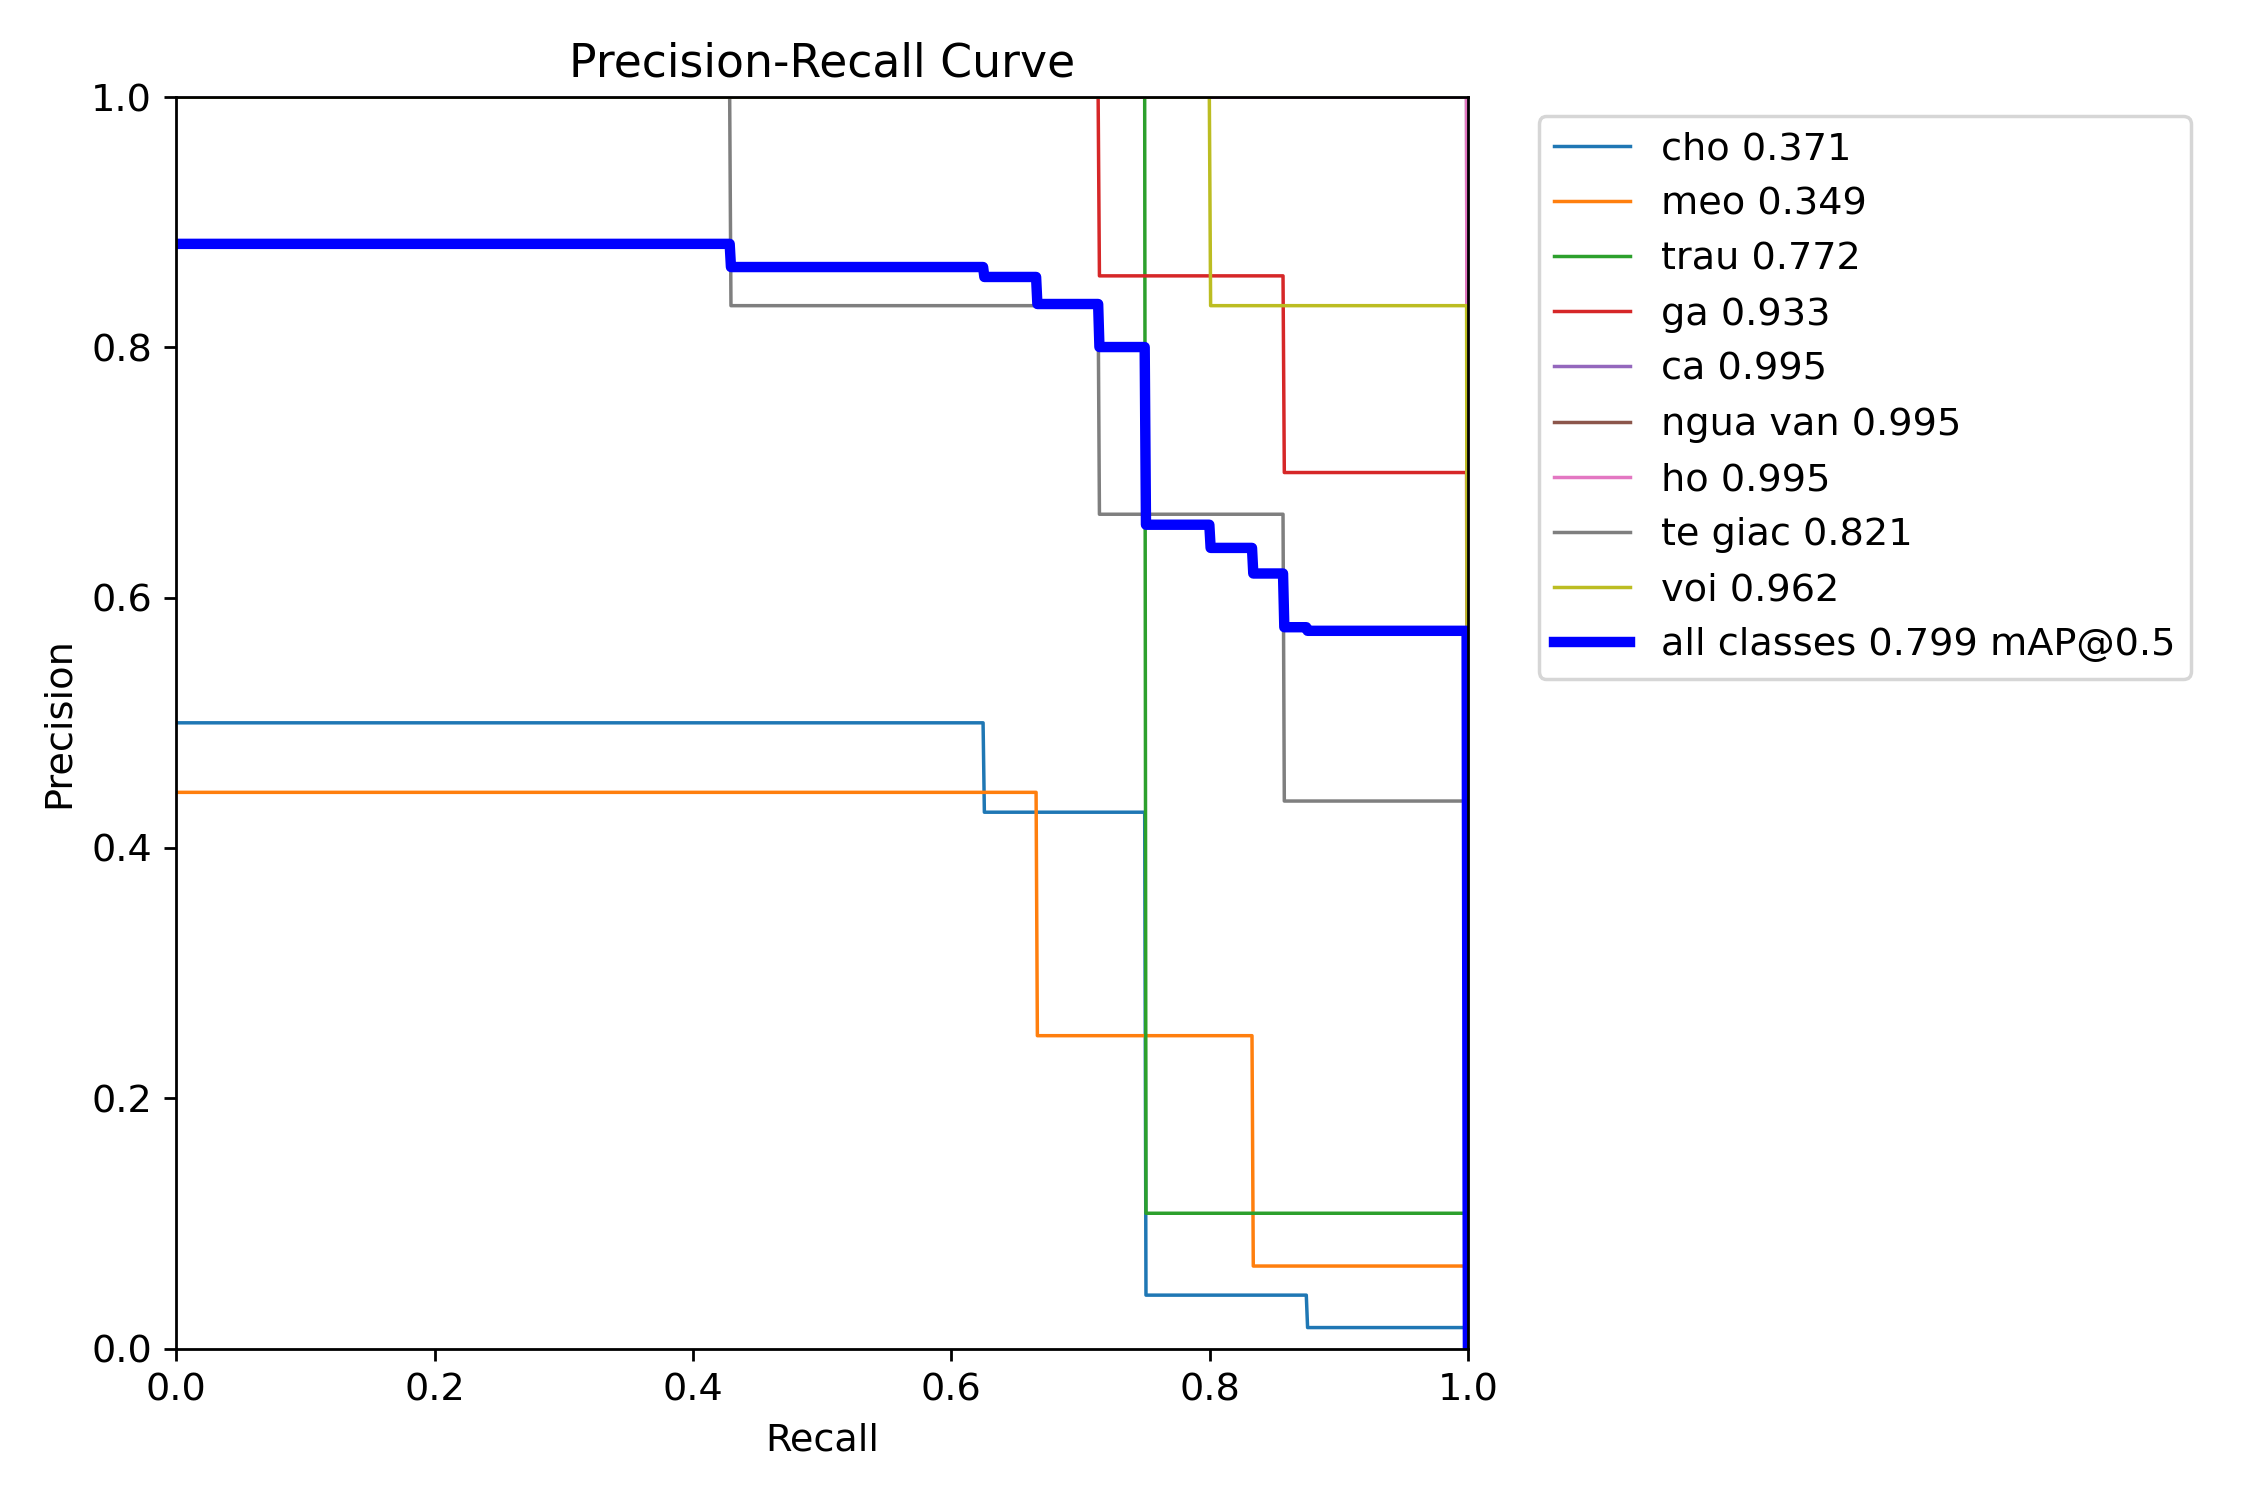 Precision-Recall Curve
1.0
0.8
0.6
0.4
0.2
0.0
Precision
0.0 0.2 0.4 0.6 0.8 1.0
Recall
cho 0.371
meo 0.349
trau 0.772
ga 0.933
ca 0.995
ngua van 0.995
ho 0.995
te giac 0.821
voi 0.962
all classes 0.799 mAP@0.5